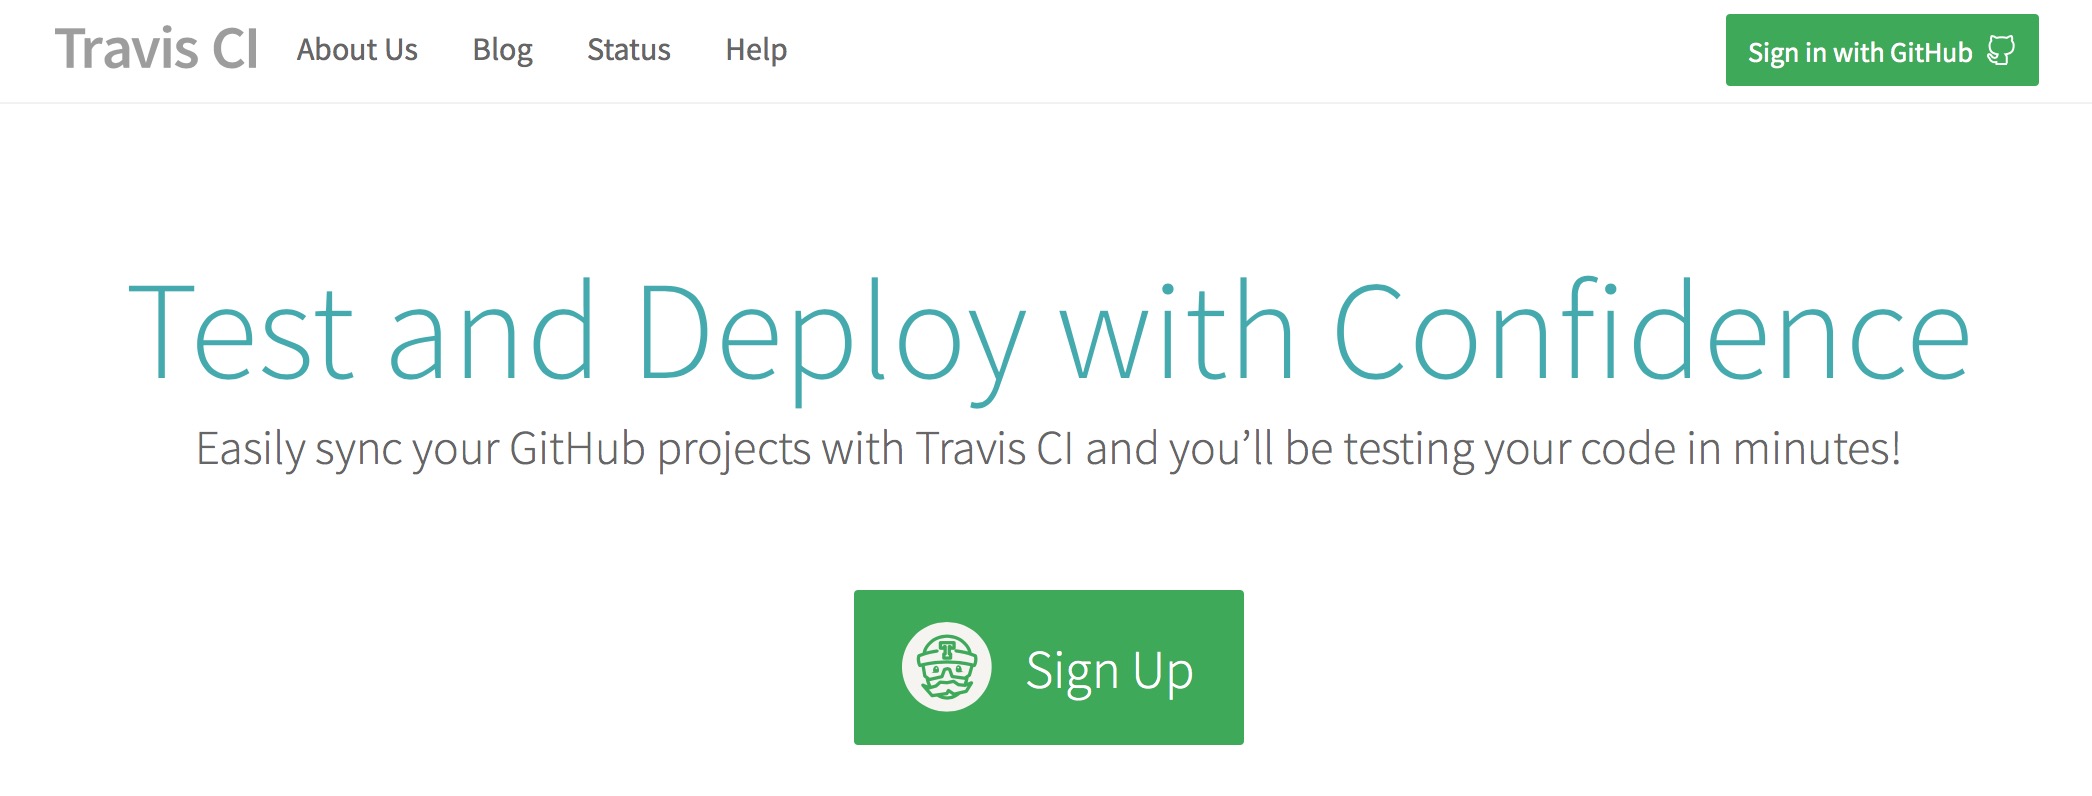 Travis CI About Us Blog Status Help Sign in with GitHub
Test and Deploy with Confidence
Easily sync your GitHub projects with Travis CI and you’ll be testing your code in minutes!
T Sign Up